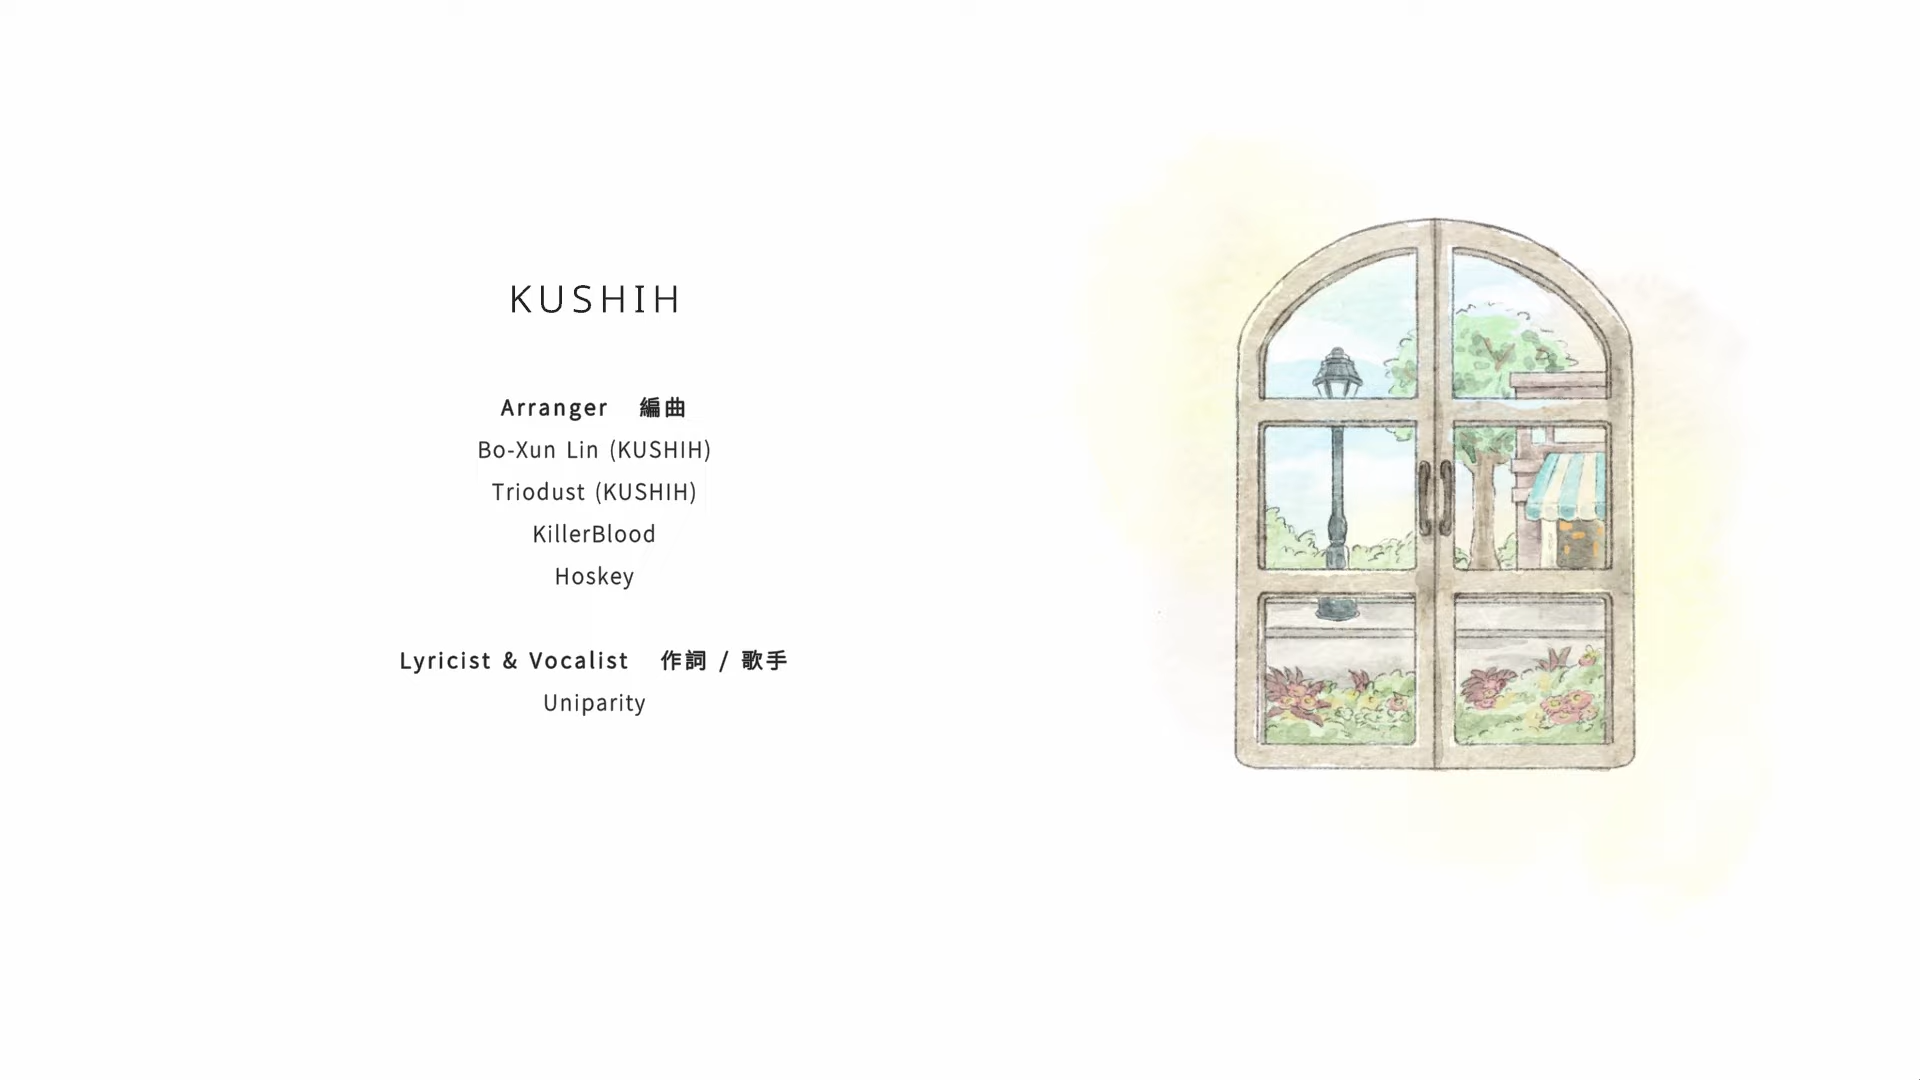 KUSHIH
Arranger 編曲
Bo-Xun Lin (KUSHIH)
Triodust (KUSHIH)
KillerBlood
Hoskey
Lyricist & Vocalist 作詞 / 歌手
Uniparity